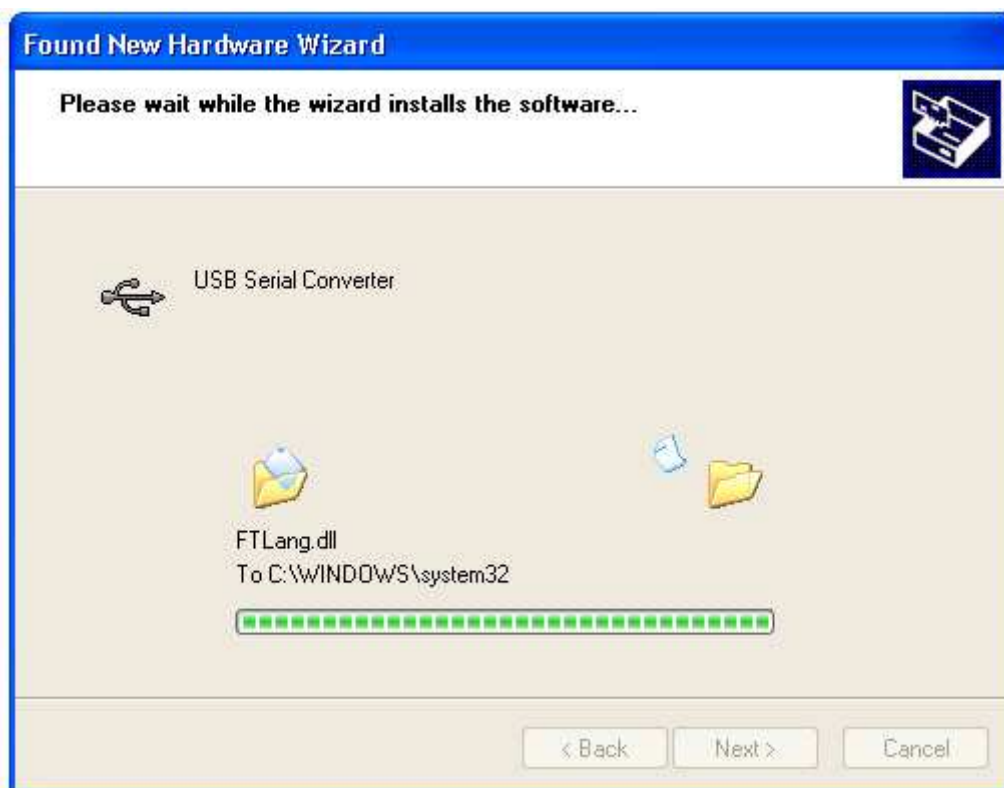 Found New Hardware Wizard
Please wait while the wizard installs the software...
USB Serial Converter
FTLang.dll
To C:\WINDOWS\system32
< Back
Next >
Cancel